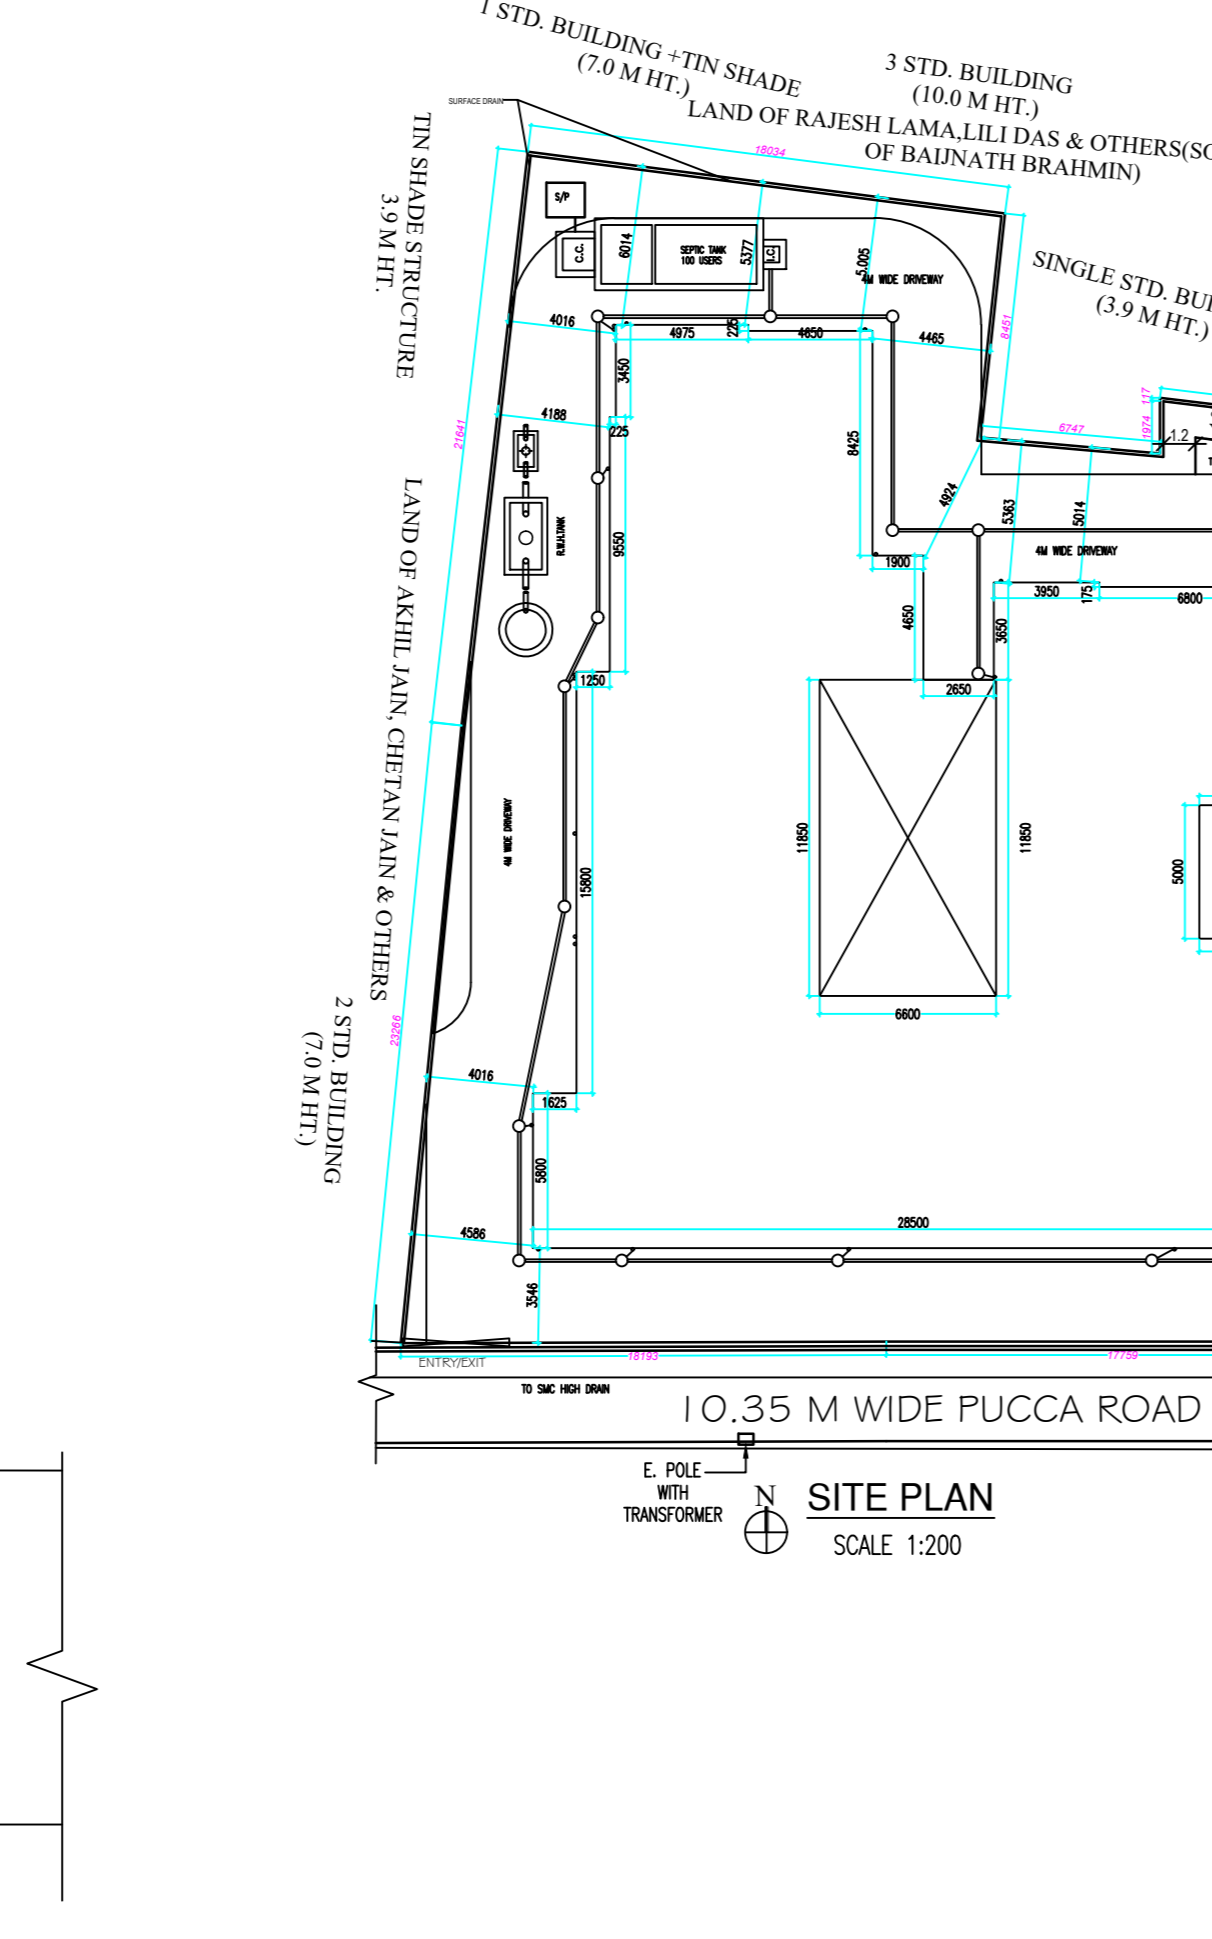 1 STD. BUILDING +TIN SHADE
(7.0 M HT.)
3 STD. BUILDING
(10.0 M HT.)
LAND OF RAJESH LAMA,LILI DAS & OTHERS(SO
OF BAIJNATH BRAHMIN)
SURFACE DRAIN
18034
TIN SHADE STRUCTURE
3.9 M HT.
S/P
C.C.
6014
SEPTIC TANK
100 USERS
5377
I.C.
5.005
4M WIDE DRIVEWAY
SINGLE STD. BUI
(3.9 M HT.)
8451
4016
4975
225
4650
4465
3450
4188
225
21641
117
1974
1.2
6747
8425
4924
5363
5014
R.W.H.TANK
9550
4M WIDE DRIVEWAY
1900
3950
175
6800
4650
3650
1250
2650
LAND OF AKHIL JAIN, CHETAN JAIN & OTHERS
4M WIDE DRIVEWAY
15800
11850
11850
5000
6600
23266
2 STD. BUILDING
(7.0 M HT.)
4016
1625
5800
4586
28500
3546
ENTRY/EXIT
18193
17759
TO SMC HIGH DRAIN
10.35 M WIDE PUCCA ROAD
E. POLE
WITH
TRANSFORMER
N
SITE PLAN
SCALE 1:200